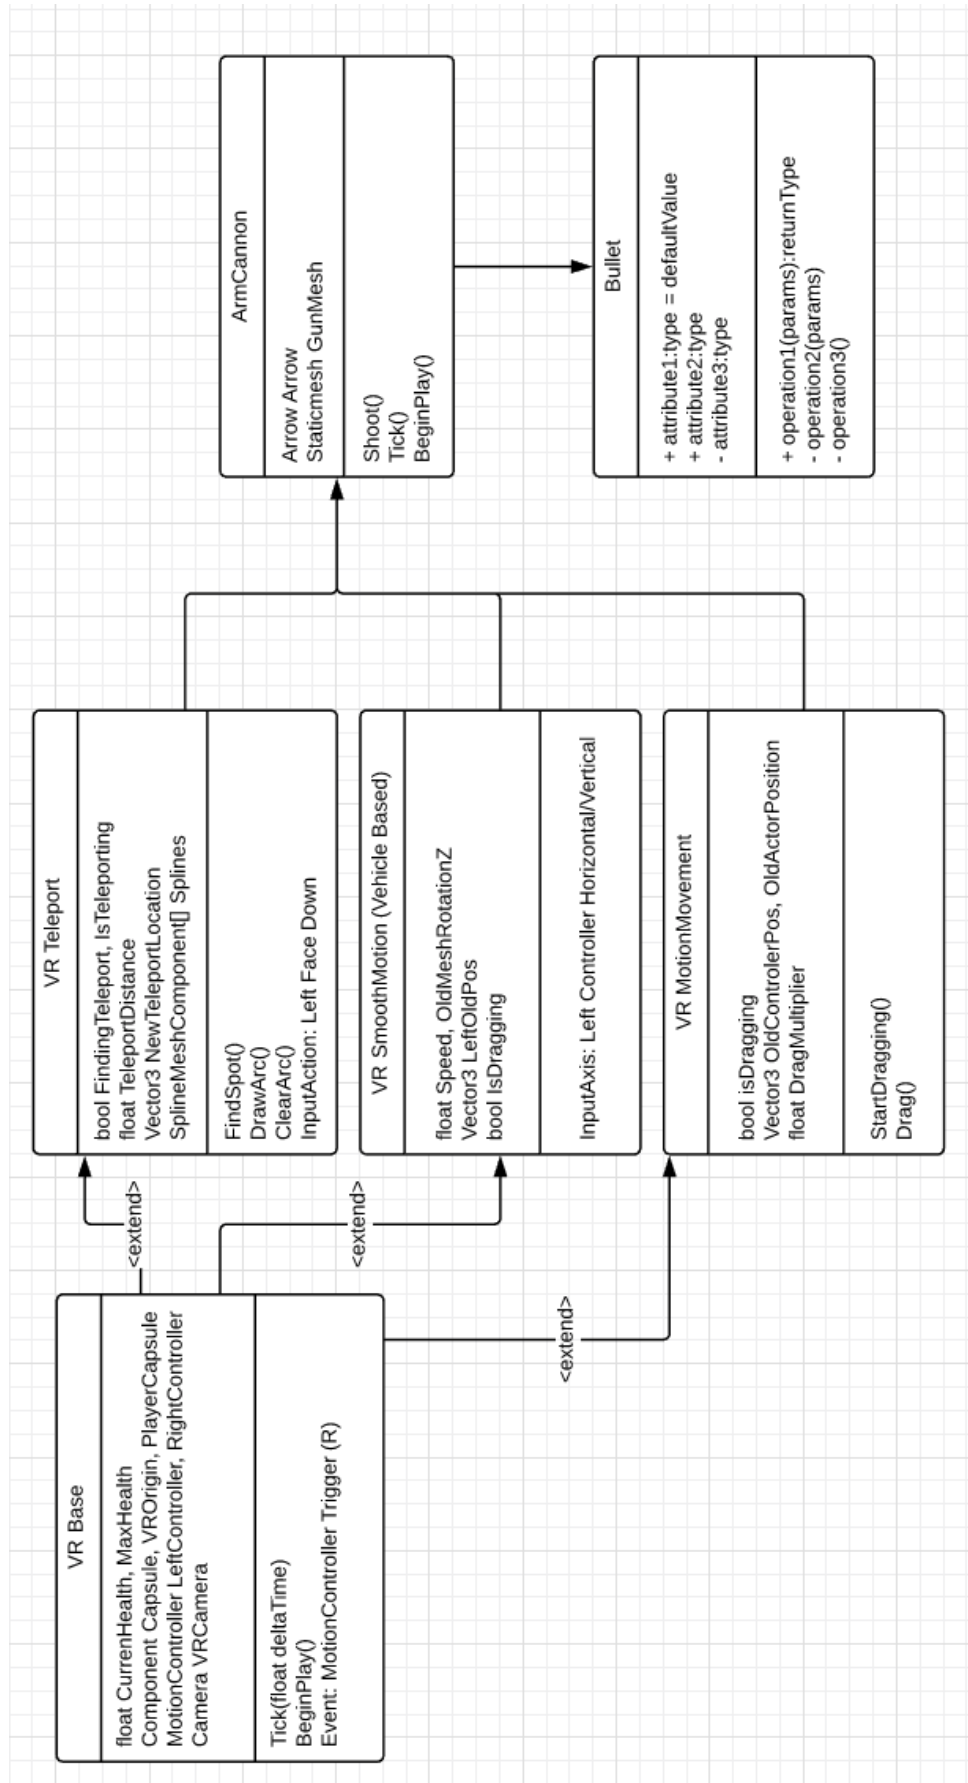 VR Base
float CurrenHealth, MaxHealth
Component Capsule, VROrigin, PlayerCapsule
MotionController LeftController, RightController
Camera VRCamera
Tick(float deltaTime)
BeginPlay()
Event: MotionController Trigger (R)
<extend>
<extend>
<extend>
VR Teleport
bool FindingTeleport, IsTeleporting
float TeleportDistance
Vector3 NewTeleportLocation
SplineMeshComponent[] Splines
FindSpot()
DrawArc()
ClearArc()
InputAction: Left Face Down
VR SmoothMotion (Vehicle Based)
float Speed, OldMeshRotationZ
Vector3 LeftOldPos
bool IsDragging
InputAxis: Left Controller Horizontal/Vertical
VR MotionMovement
bool isDragging
Vector3 OldControlerPos, OldActorPosition
float DragMultiplier
StartDragging()
Drag()
ArmCannon
Arrow Arrow
Staticmesh GunMesh
Shoot()
Tick()
BeginPlay()
Bullet
+ attribute1:type = defaultValue
+ attribute2:type
- attribute3:type
+ operation1(params):returnType
- operation2(params)
- operation3()